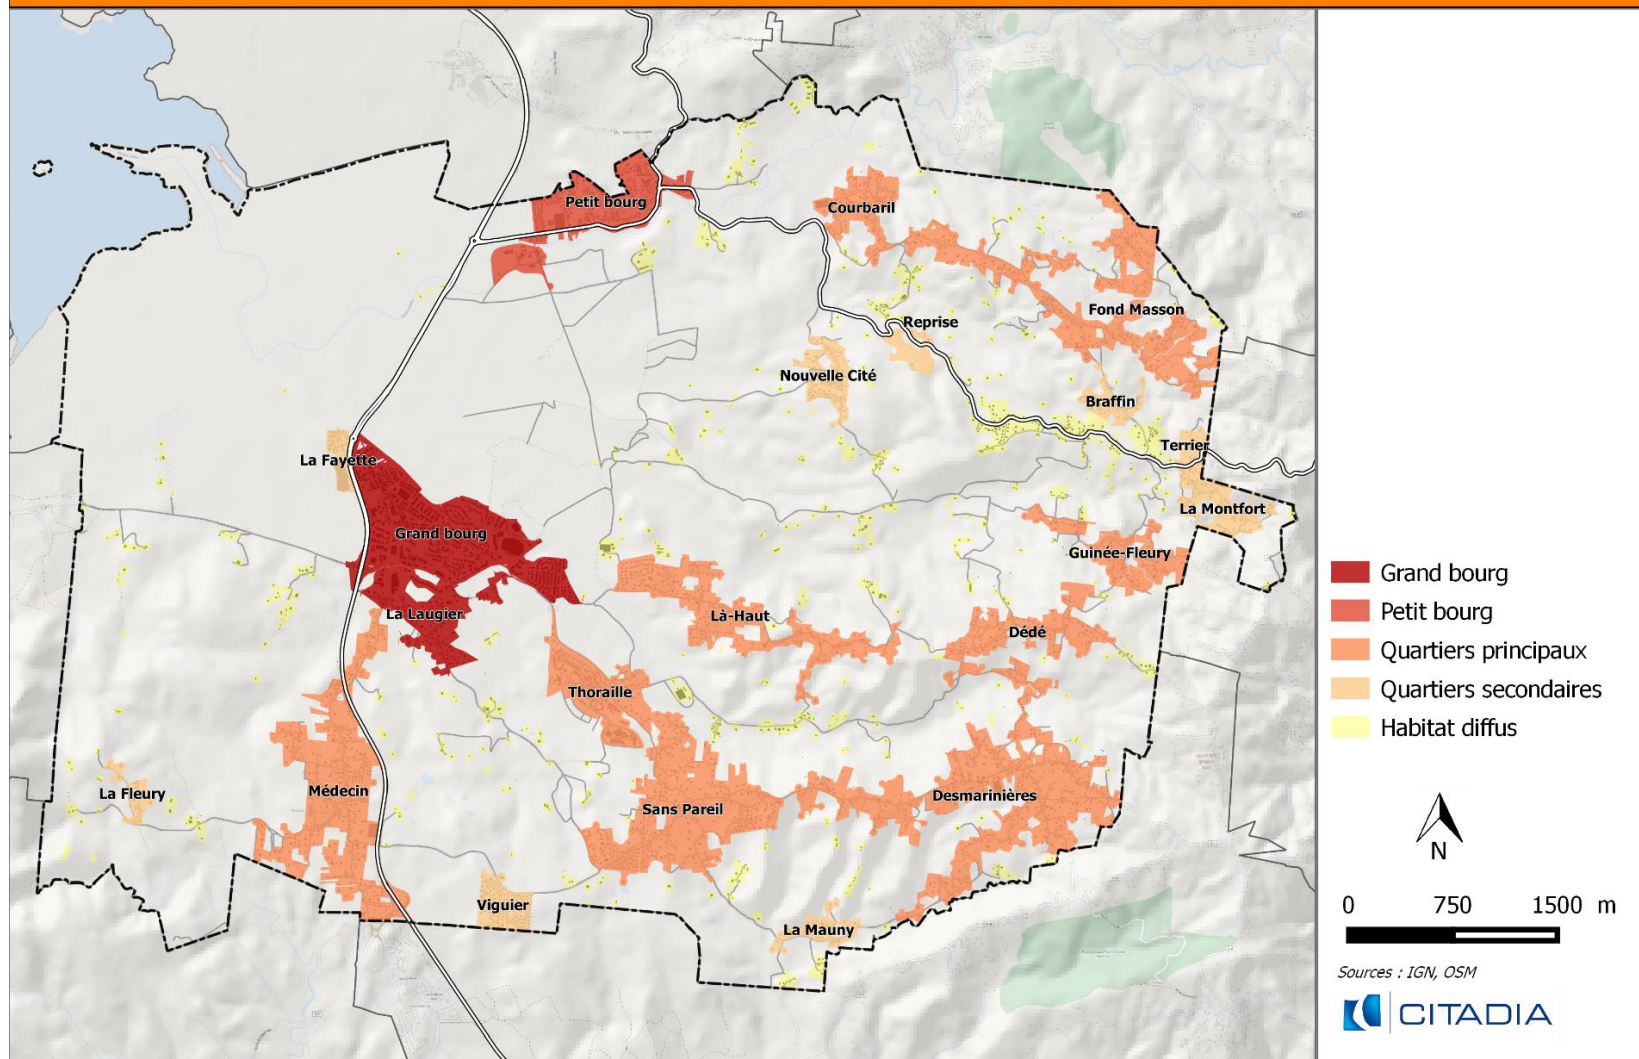 Petit bourg
Courbaril
Fond Masson
Reprise
Nouvelle Cité
Braffin
Terrier
La Fayette
La Montfort
Grand bourg
Guinée-Fleury
La Laugier
Là-Haut
Dédé
Thoraille
La Fleury
Médecin
Sans Pareil
Desmarinières
Viguier
La Mauny
Grand bourg
Petit bourg
Quartiers principaux
Quartiers secondaires
Habitat diffus
N
0 750 1500 m
Sources : IGN, OSM
CITADIA